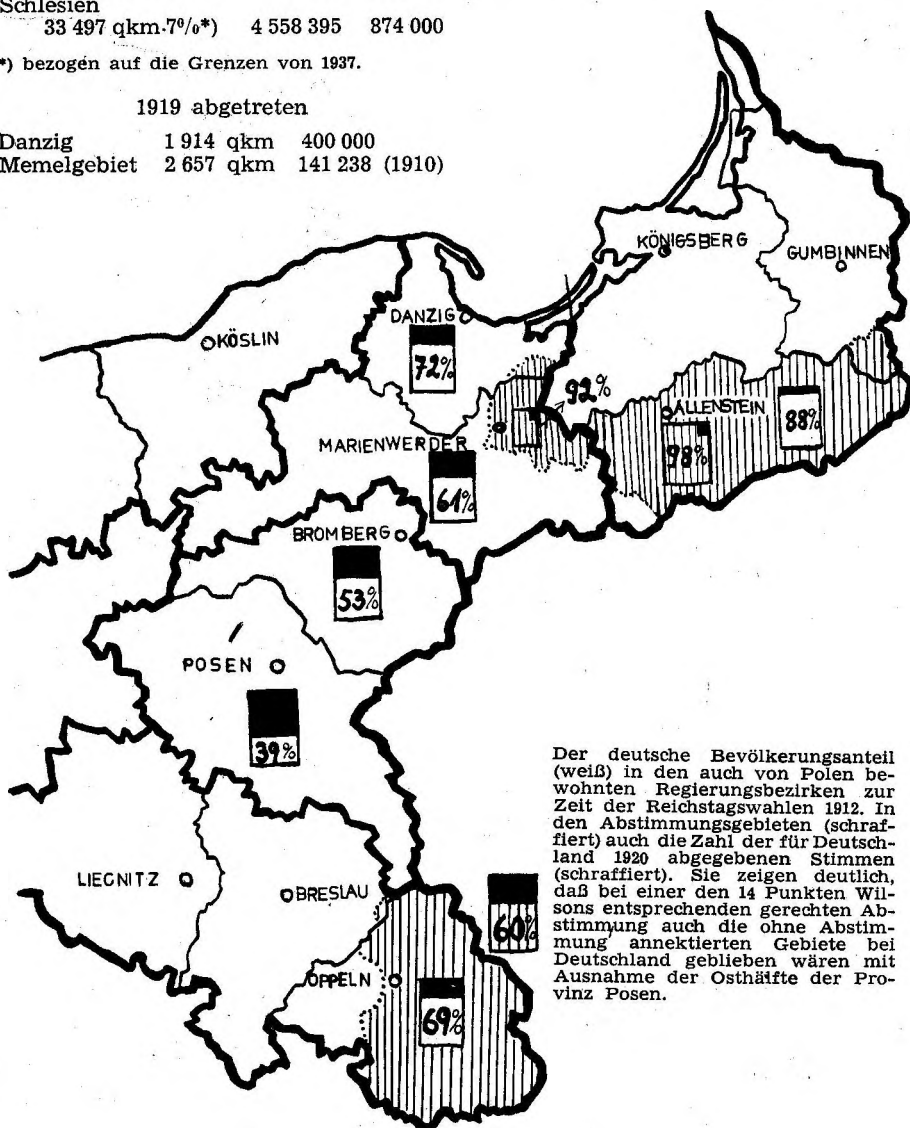 Schlesien
33 497 qkm·7%*) 4 558 395 874 000
*) bezogen auf die Grenzen von 1937.
1919 abgetreten
Danzig 1 914 qkm 400 000
Memelgebiet 2 657 qkm 141 238 (1910)
KÖNIGSBERG
GUMBINNEN
DANZIG
KÖSLIN
72%
92%
ALLENSTEIN
88%
98%
MARIENWERDER
61%
BROMBERG
53%
POSEN
39%
LIEGNITZ
BRESLAU
60%
OPPELN
69%
Der deutsche Bevölkerungsanteil
(weiß) in den auch von Polen be-
wohnten Regierungsbezirken zur
Zeit der Reichstagswahlen 1912. In
den Abstimmungsgebieten (schraf-
fiert) auch die Zahl der für Deutsch-
land 1920 abgegebenen Stimmen
(schraffiert). Sie zeigen deutlich,
daß bei einer den 14 Punkten Wil-
sons entsprechenden gerechten Ab-
stimmung auch die ohne Abstim-
mung annektierten Gebiete bei
Deutschland geblieben wären mit
Ausnahme der Osthälfte der Pro-
vinz Posen.